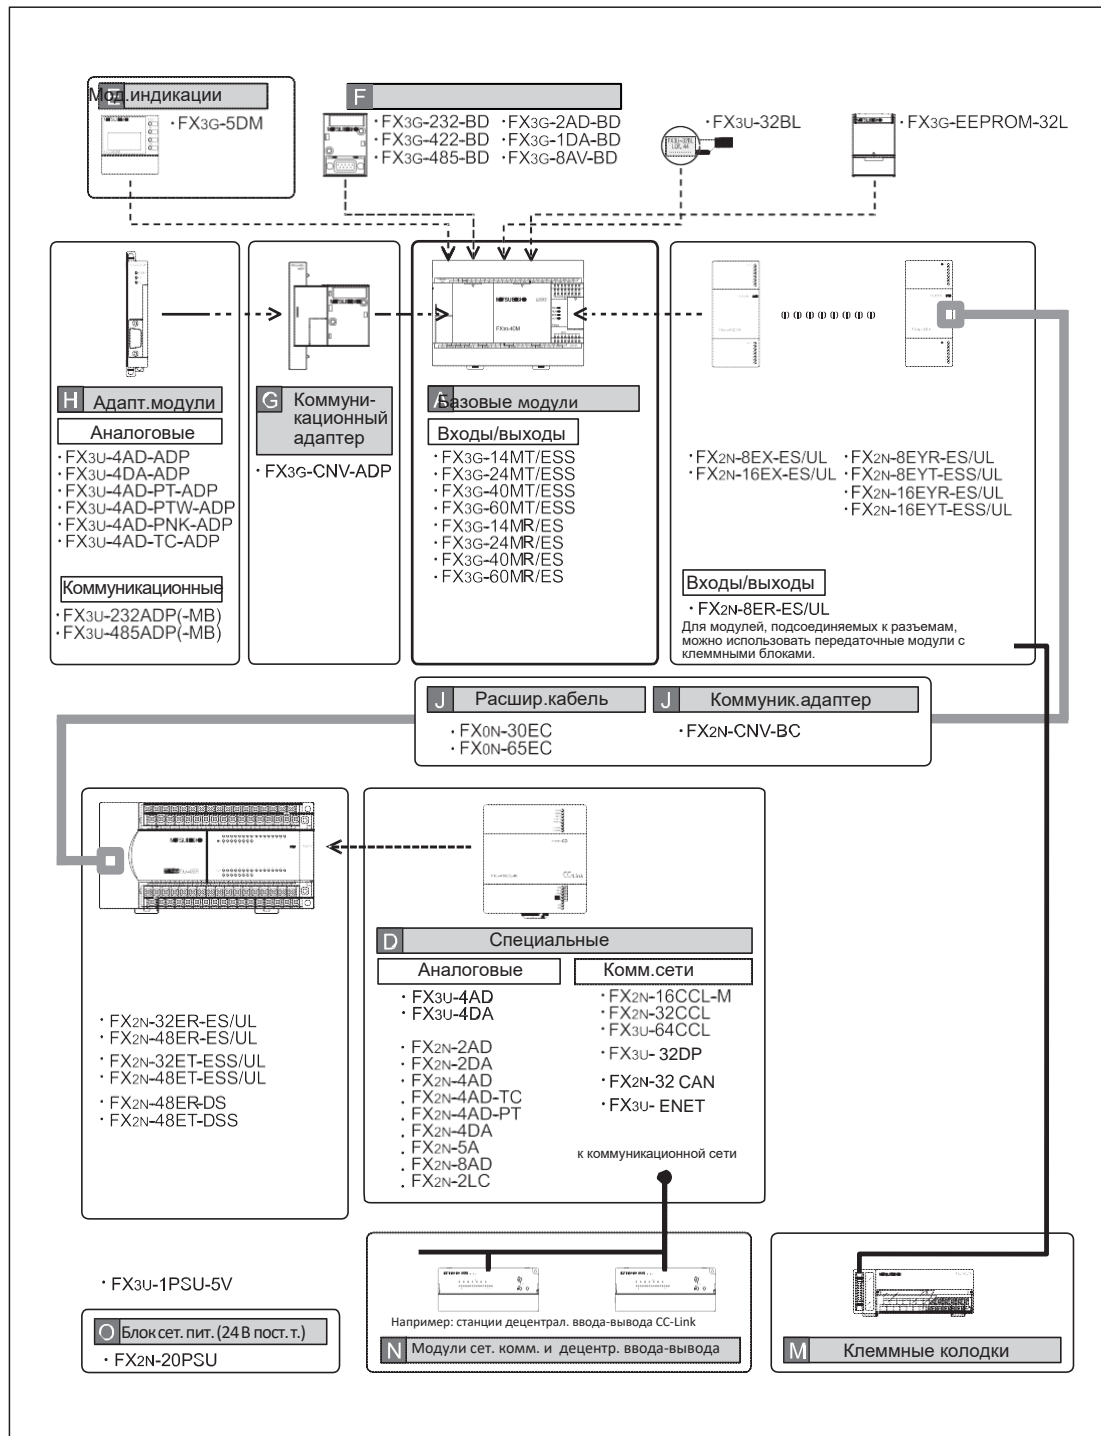 E
Мод.индикации
· FX3G-5DM
F
· FX3G-232-BD · FX3G-2AD-BD
· FX3G-422-BD · FX3G-1DA-BD
· FX3G-485-BD · FX3G-8AV-BD
· FX3U-32BL
· FX3G-EEPROM-32L
H Адапт.модули
Аналоговые
· FX3U-4AD-ADP
· FX3U-4DA-ADP
· FX3U-4AD-PT-ADP
· FX3U-4AD-PTW-ADP
· FX3U-4AD-PNK-ADP
· FX3U-4AD-TC-ADP
Коммуникационные
· FX3U-232ADP(-MB)
· FX3U-485ADP(-MB)
G Коммуни-
кационный
адаптер
· FX3G-CNV-ADP
MITSUBISHI
FX3G-40M
A Базовые модули
Входы/выходы
· FX3G-14MT/ESS
· FX3G-24MT/ESS
· FX3G-40MT/ESS
· FX3G-60MT/ESS
· FX3G-14MR/ES
· FX3G-24MR/ES
· FX3G-40MR/ES
· FX3G-60MR/ES
· FX2N-8EX-ES/UL
· FX2N-16EX-ES/UL
· FX2N-8EYR-ES/UL
· FX2N-8EYT-ESS/UL
· FX2N-16EYR-ES/UL
· FX2N-16EYT-ESS/UL
Входы/выходы
· FX2N-8ER-ES/UL
Для модулей, подсоединяемых к разъемам,
можно использовать передаточные модули с
клеммными блоками.
J Расшир.кабель
· FX0N-30EC
· FX0N-65EC
J Коммуник.адаптер
· FX2N-CNV-BC
MITSUBISHI
· FX2N-32ER-ES/UL
· FX2N-48ER-ES/UL
· FX2N-32ET-ESS/UL
· FX2N-48ET-ESS/UL
· FX2N-48ER-DS
· FX2N-48ET-DSS
CC-Link
D Специальные
Аналоговые
· FX3U-4AD
· FX3U-4DA
· FX2N-2AD
· FX2N-2DA
· FX2N-4AD
· FX2N-4AD-TC
· FX2N-4AD-PT
· FX2N-4DA
· FX2N-5A
· FX2N-8AD
· FX2N-2LC
Комм.сети
· FX2N-16CCL-M
· FX2N-32CCL
· FX3U-64CCL
· FX3U- 32DP
· FX2N-32 CAN
· FX3U- ENET
к коммуникационной сети
· FX3U-1PSU-5V
O Блок сет. пит. (24 В пост. т.)
· FX2N-20PSU
Например: станции децентрал. ввода-вывода CC-Link
N Модули сет. комм. и децентр. ввода-вывода
M Клеммные колодки